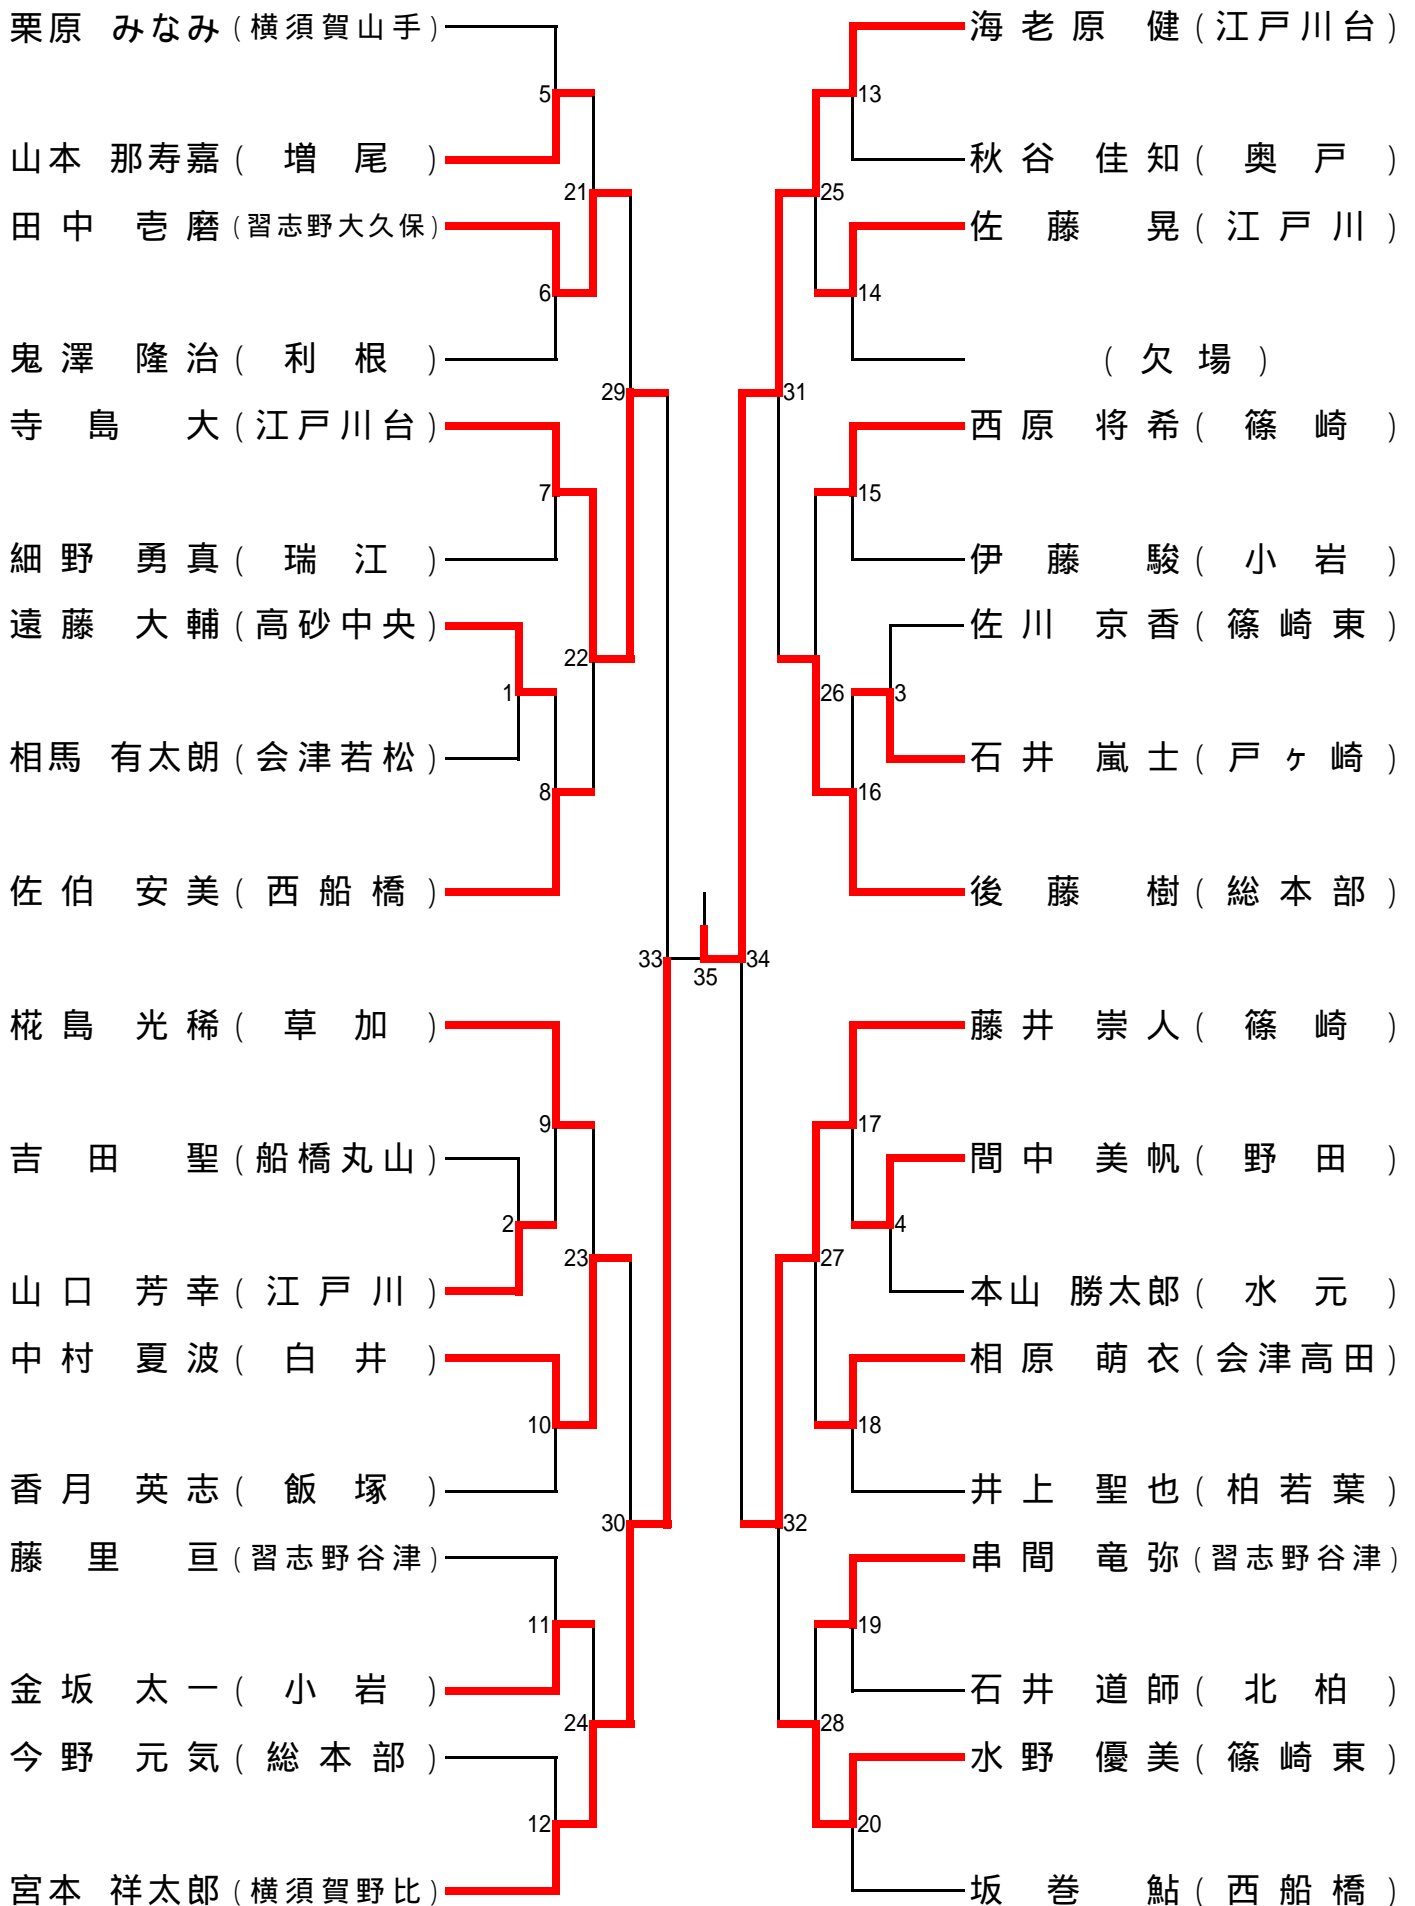 栗原 みなみ(横須賀山手)
5
山本 那寿嘉(増尾)
21
田中 壱磨(習志野大久保)
6
鬼澤 隆治(利根)
29
寺島 大(江戸川台)
7
細野 勇真(瑞江)
遠藤 大輔(高砂中央)
22
1
相馬 有太朗(会津若松)
8
佐伯 安美(西船橋)
33
35
椛島 光稀(草加)
9
吉田 聖(船橋丸山)
2
23
山口 芳幸(江戸川)
中村 夏波(白井)
10
香月 英志(飯塚)
30
藤里 亘(習志野谷津)
11
金坂 太一(小岩)
24
今野 元気(総本部)
12
宮本 祥太郎(横須賀野比)
海老原 健(江戸川台)
13
秋谷 佳知(奥戸)
25
佐藤 晃(江戸川)
14
(欠場)
31
西原 将希(篠崎)
15
伊藤 駿(小岩)
佐川 京香(篠崎東)
26
3
石井 嵐士(戸ヶ崎)
16
後藤 樹(総本部)
34
藤井 崇人(篠崎)
17
間中 美帆(野田)
4
27
本山 勝太郎(水元)
相原 萌衣(会津高田)
18
井上 聖也(柏若葉)
32
串間 竜弥(習志野谷津)
19
石井 道師(北柏)
28
水野 優美(篠崎東)
20
坂巻 鮎(西船橋)